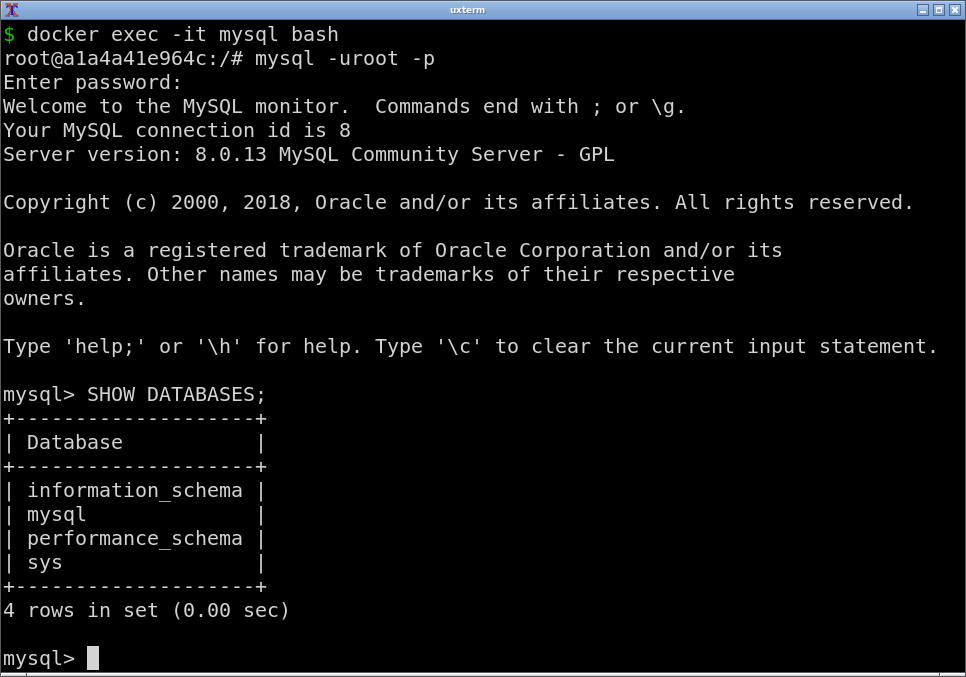 uxterm
$ docker exec -it mysql bash
root@a1a4a41e964c:/# mysql -uroot -p
Enter password:
Welcome to the MySQL monitor.  Commands end with ; or \g.
Your MySQL connection id is 8
Server version: 8.0.13 MySQL Community Server - GPL

Copyright (c) 2000, 2018, Oracle and/or its affiliates. All rights reserved.

Oracle is a registered trademark of Oracle Corporation and/or its
affiliates. Other names may be trademarks of their respective
owners.

Type 'help;' or '\h' for help. Type '\c' to clear the current input statement.

mysql> SHOW DATABASES;
+--------------------+
| Database           |
+--------------------+
| information_schema |
| mysql              |
| performance_schema |
| sys                |
+--------------------+
4 rows in set (0.00 sec)

mysql>